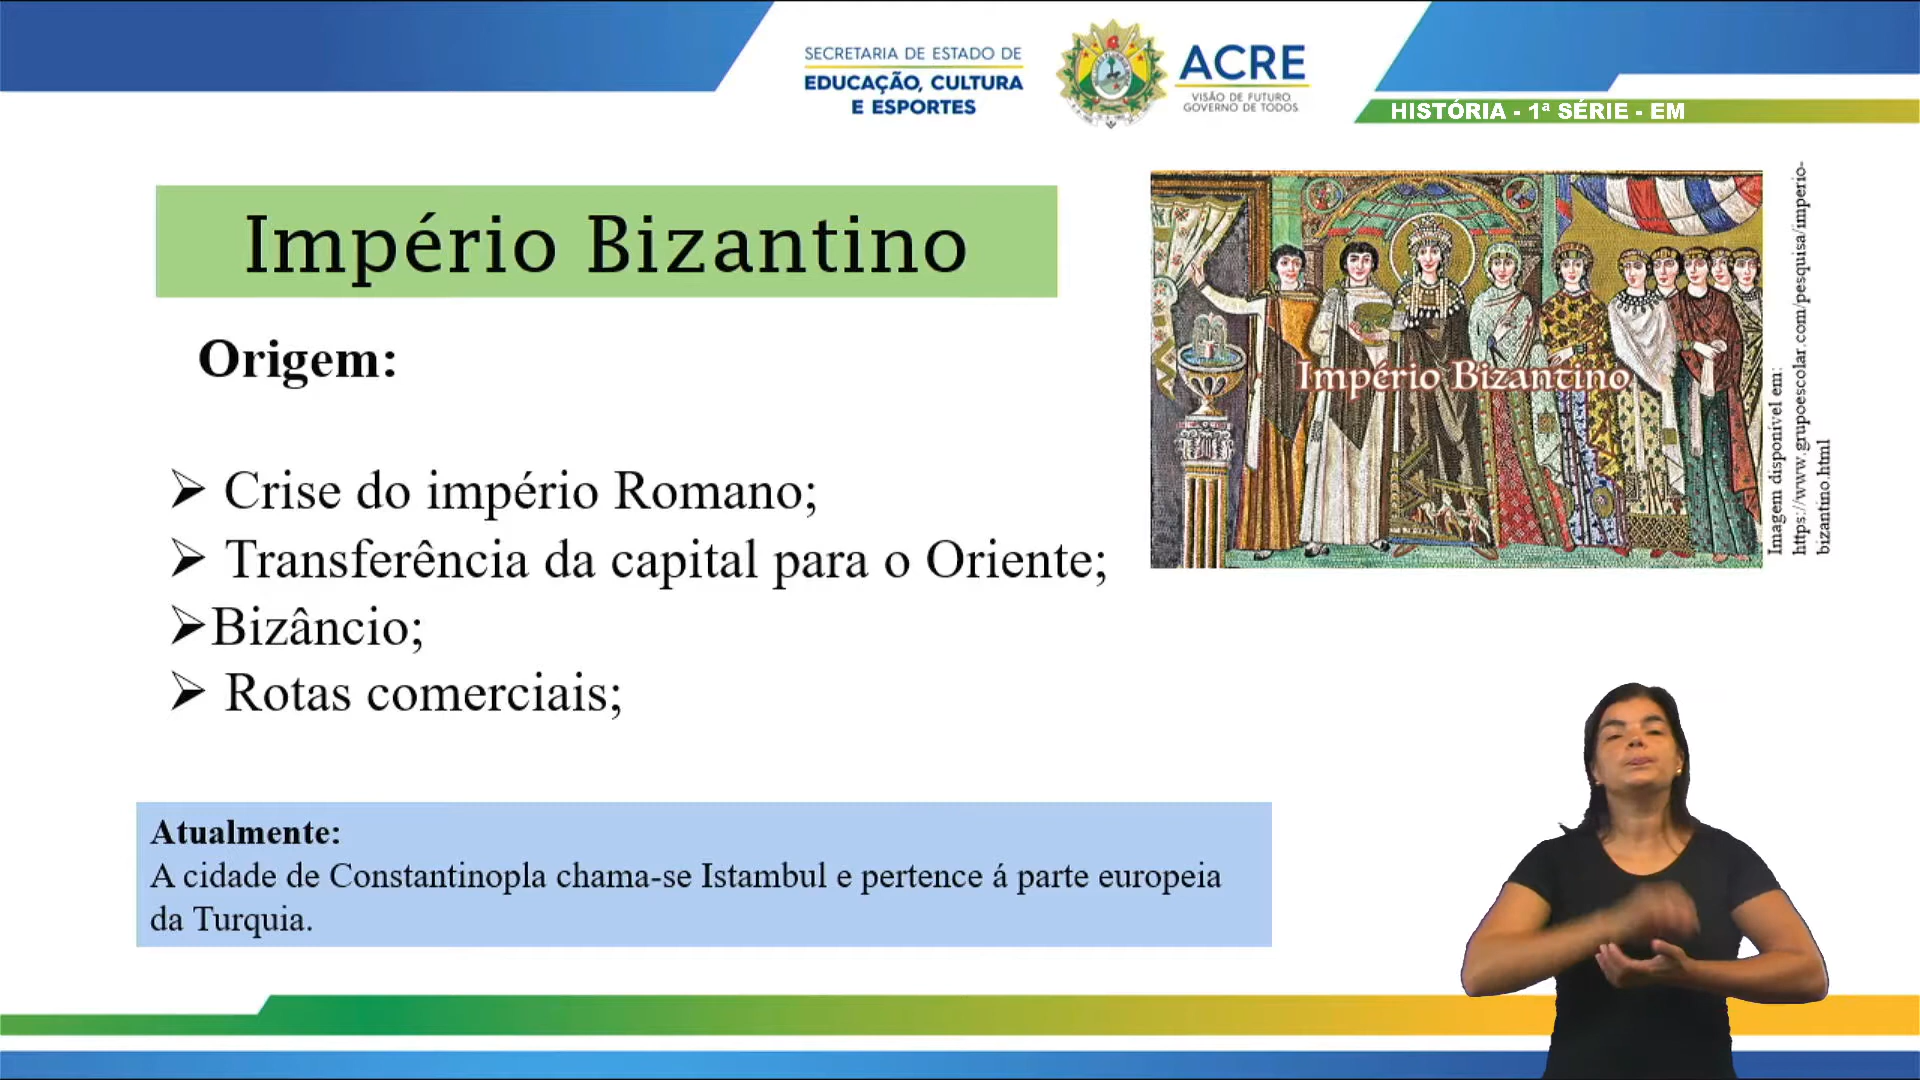 SECRETARIA DE ESTADO DE
EDUCAÇÃO, CULTURA
E ESPORTES
ACRE
VISÃO DE FUTURO.
GOVERNO DE TODOS.
HISTÓRIA - 1ª SÉRIE - EM
Império Bizantino
Império Bizantino
Imagem disponível em:
https://www.grupoescolar.com/pesquisa/imperio-
bizantino.html
Origem:
➢ Crise do império Romano;
➢ Transferência da capital para o Oriente;
➢Bizâncio;
➢ Rotas comerciais;
Atualmente:
A cidade de Constantinopla chama-se Istambul e pertence á parte europeia
da Turquia.